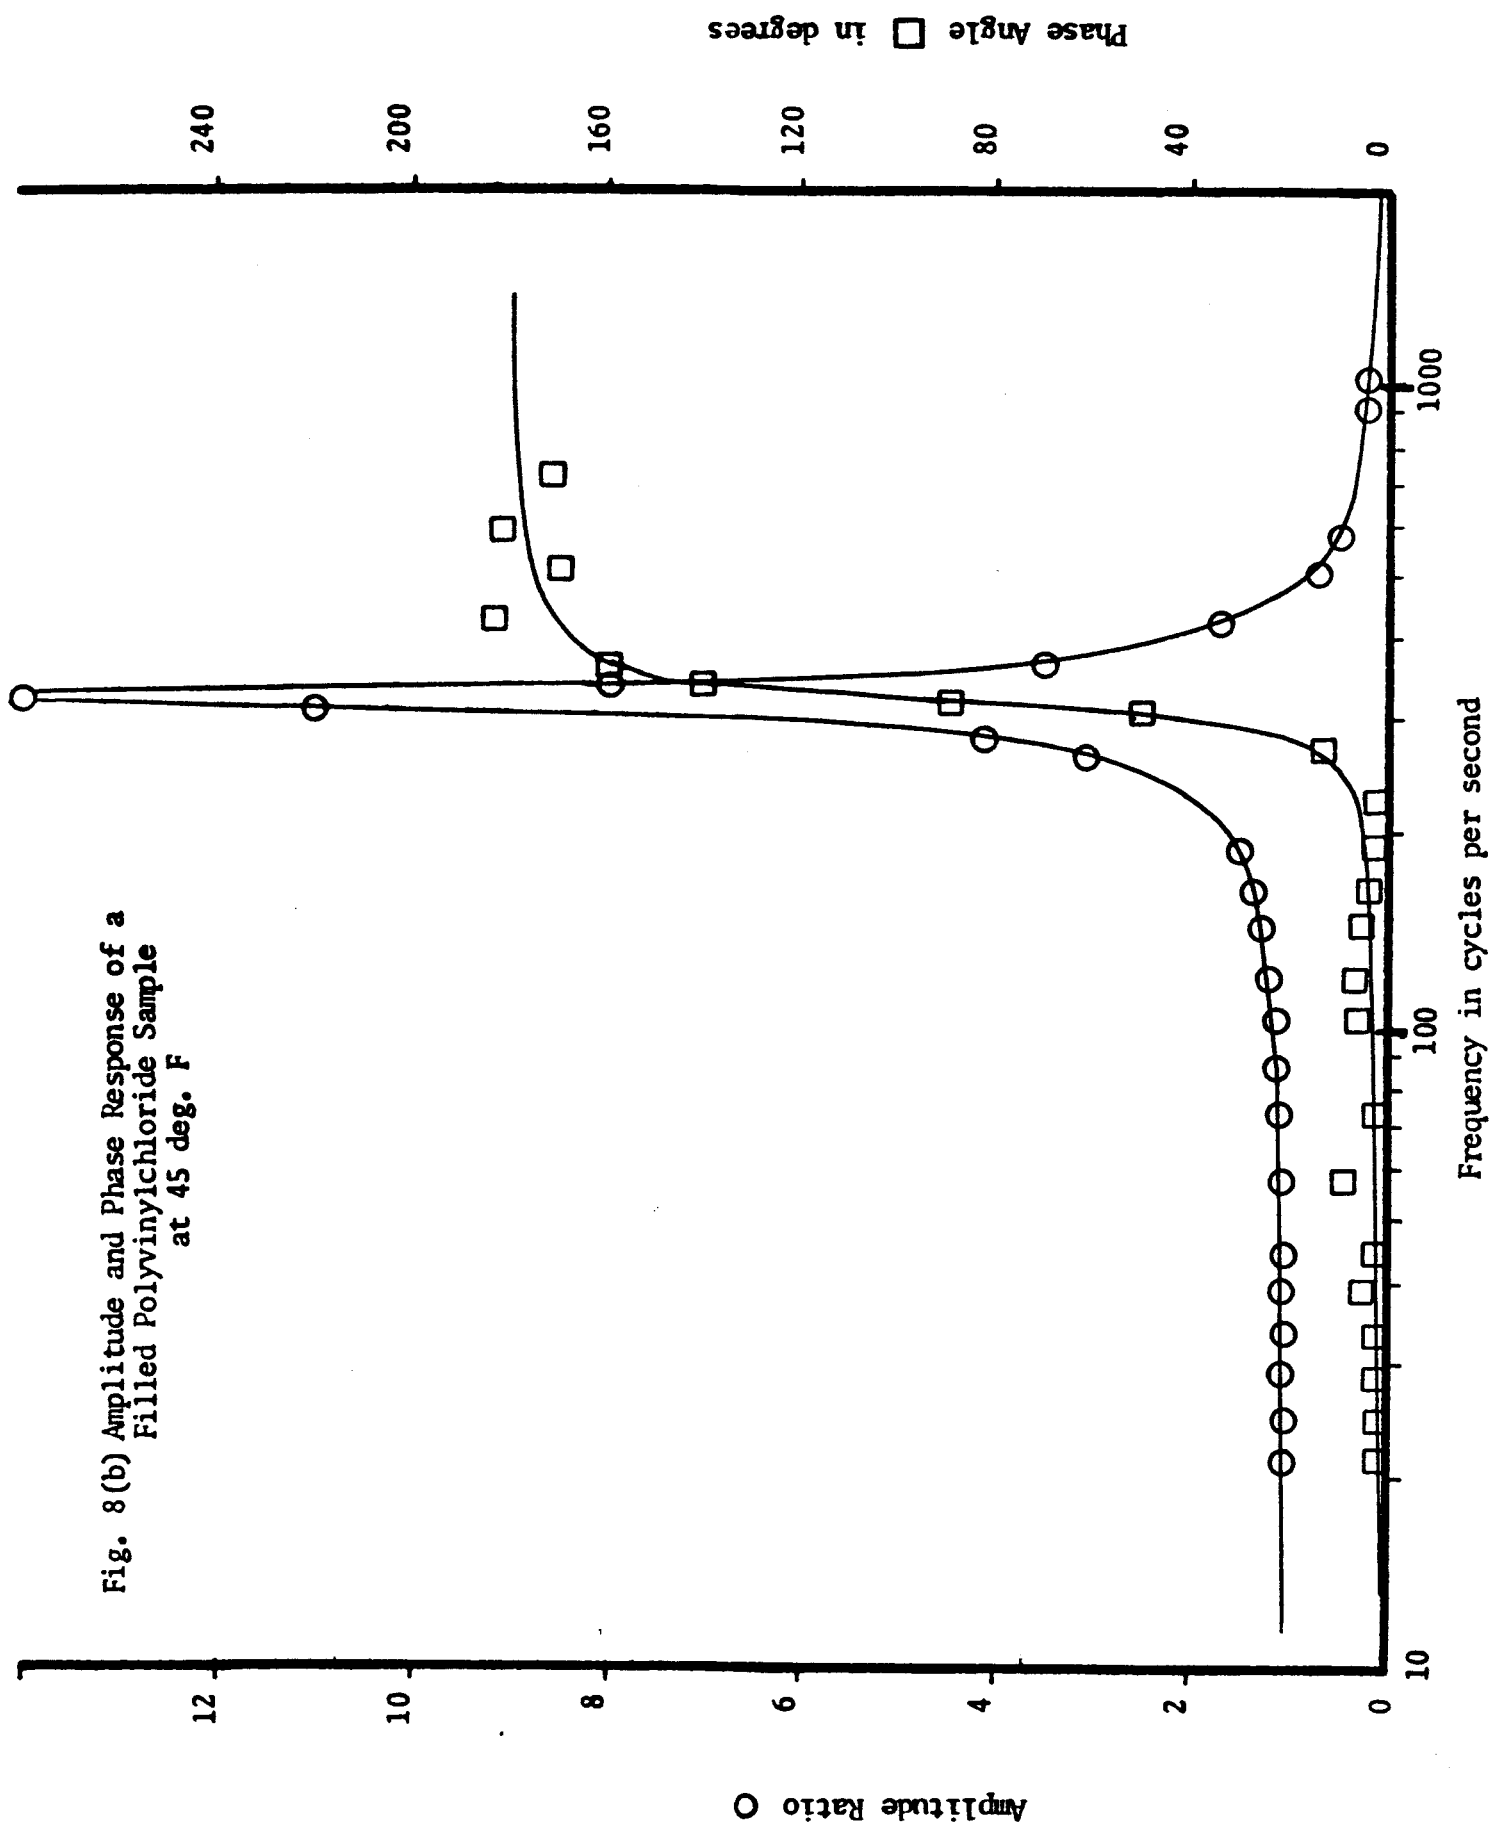 Fig. 8(b) Amplitude and Phase Response of a
Filled Polyvinylchloride Sample
at 45 deg. F
Amplitude Ratio
12
10
8
6
4
2
0
Phase Angle in degrees
240
200
160
120
80
40
0
10
100
1000
Frequency in cycles per second